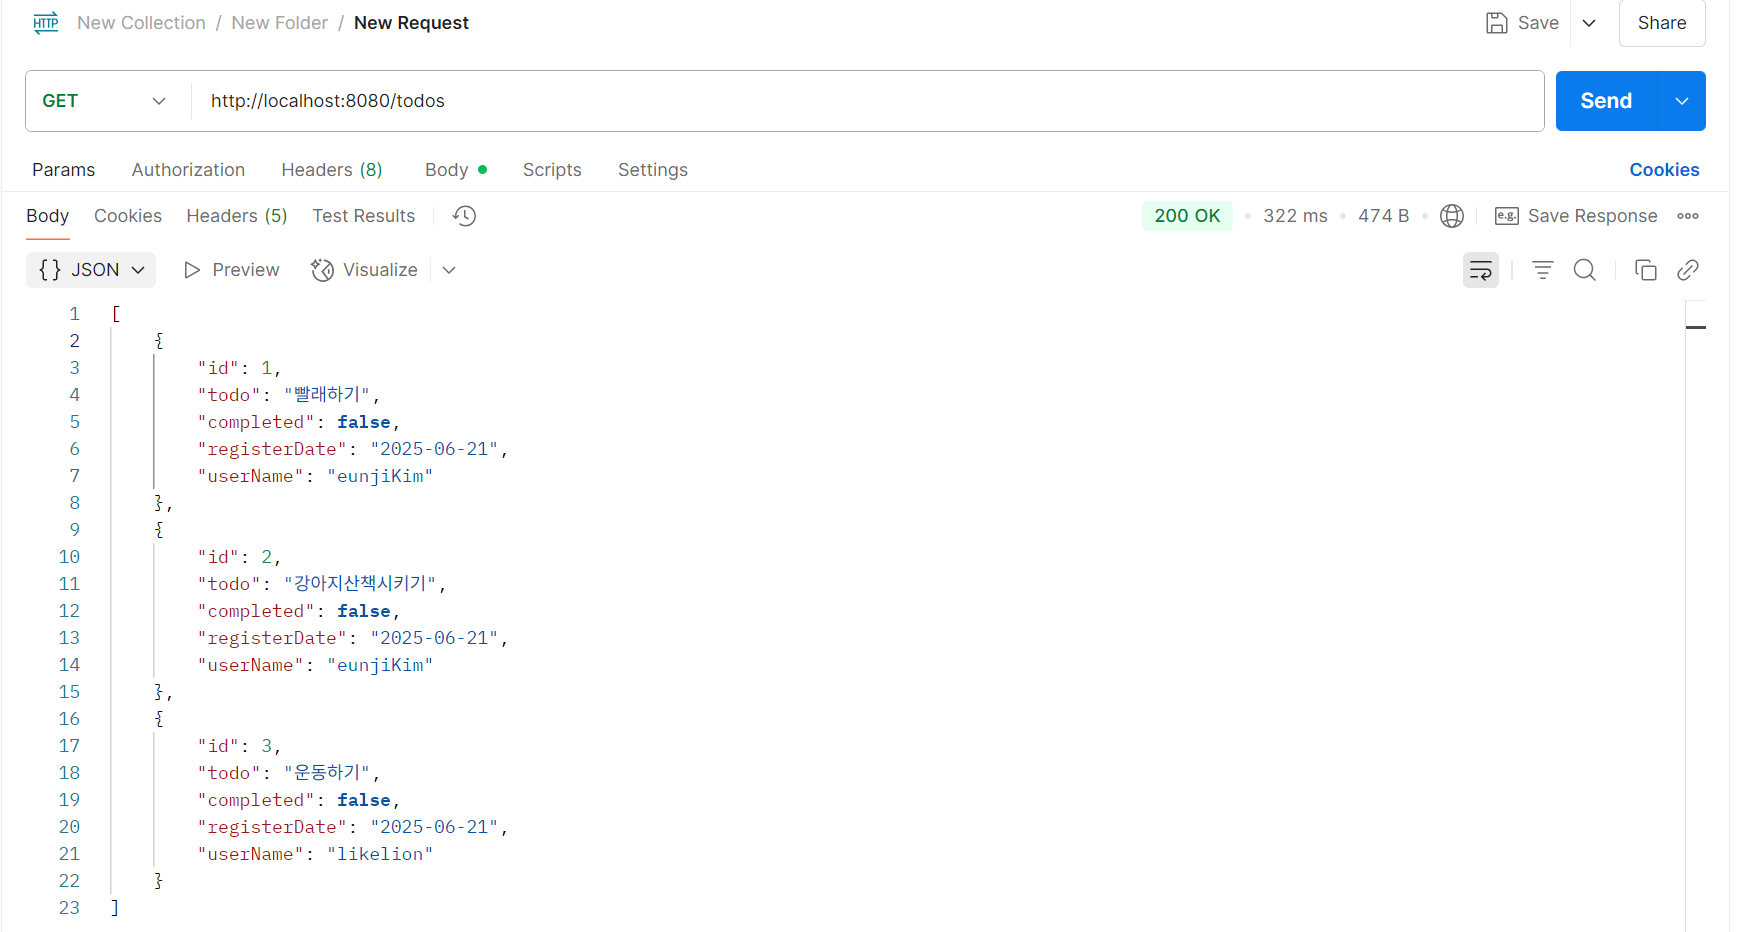 HTTP New Collection / New Folder / New Request Save Share
GET http://localhost:8080/todos Send
Params Authorization Headers (8) Body Scripts Settings Cookies
Body Cookies Headers (5) Test Results 200 OK 322 ms 474 B e.g. Save Response
{} JSON Preview Visualize
1 [
2 {
3 "id": 1,
4 "todo": "빨래하기",
5 "completed": false,
6 "registerDate": "2025-06-21",
7 "userName": "eunjiKim"
8 },
9 {
10 "id": 2,
11 "todo": "강아지산책시키기",
12 "completed": false,
13 "registerDate": "2025-06-21",
14 "userName": "eunjiKim"
15 },
16 {
17 "id": 3,
18 "todo": "운동하기",
19 "completed": false,
20 "registerDate": "2025-06-21",
21 "userName": "likelion"
22 }
23 ]